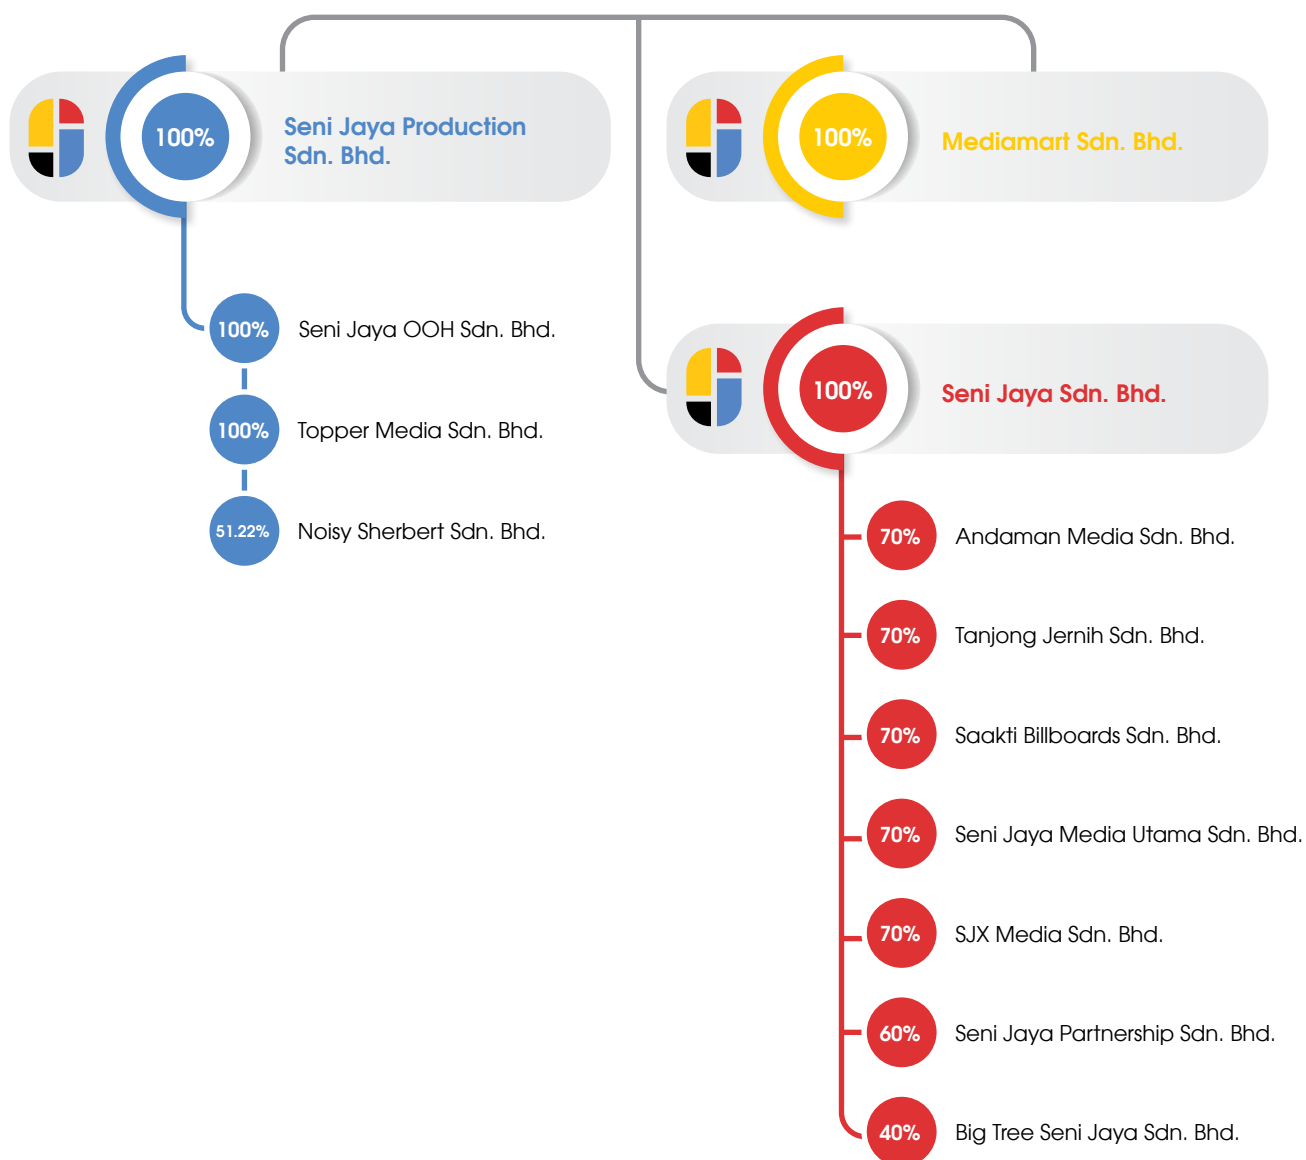 100%
Seni Jaya Production
Sdn. Bhd.
100%
Seni Jaya OOH Sdn. Bhd.
100%
Topper Media Sdn. Bhd.
51.22%
Noisy Sherbert Sdn. Bhd.
100%
Mediamart Sdn. Bhd.
100%
Seni Jaya Sdn. Bhd.
70%
Andaman Media Sdn. Bhd.
70%
Tanjong Jernih Sdn. Bhd.
70%
Saakti Billboards Sdn. Bhd.
70%
Seni Jaya Media Utama Sdn. Bhd.
70%
SJX Media Sdn. Bhd.
60%
Seni Jaya Partnership Sdn. Bhd.
40%
Big Tree Seni Jaya Sdn. Bhd.